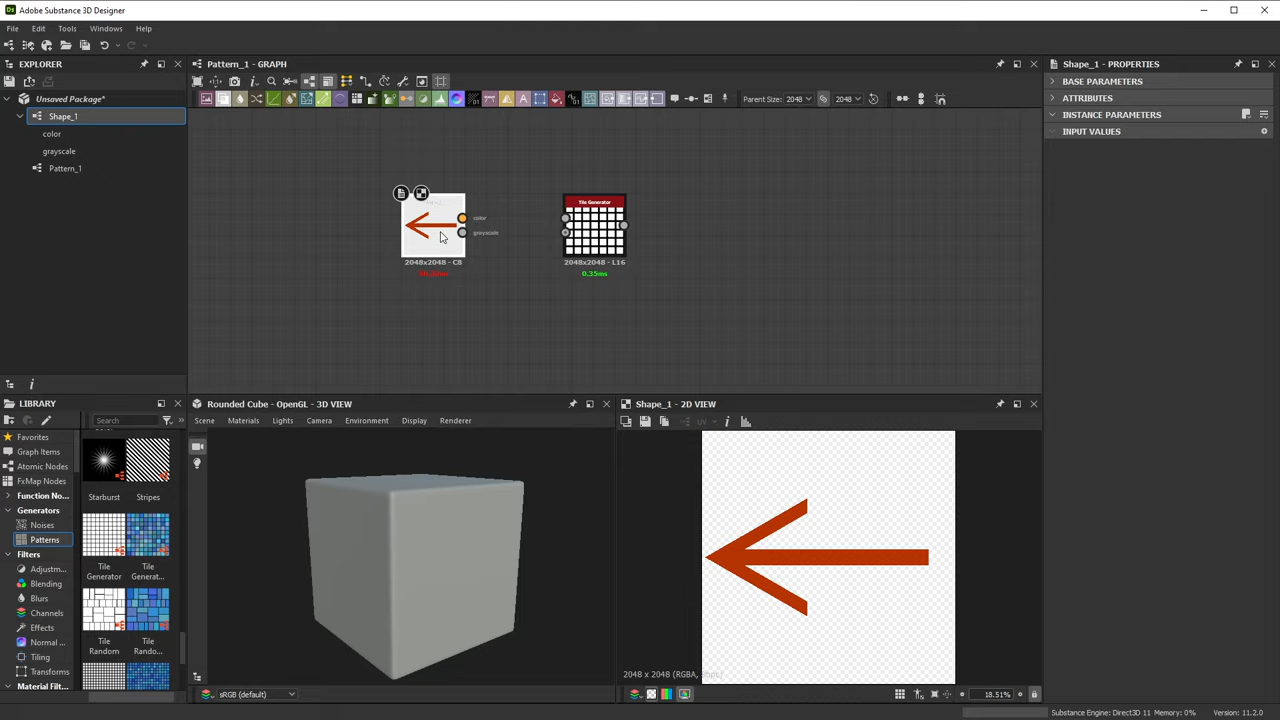 Adobe Substance 3D Designer
File Edit Tools Windows Help
EXPLORER
Unsaved Package*
Shape_1
color
grayscale
Pattern_1
Pattern_1 - GRAPH
Parent Size: 2048 2048
color
grayscale
2048x2048 - C8
Tile Generator
2048x2048 - L16
0.35ms
Shape_1 - PROPERTIES
BASE PARAMETERS
ATTRIBUTES
INSTANCE PARAMETERS
INPUT VALUES
LIBRARY
Search
Favorites
Graph Items
Atomic Nodes
FxMap Nodes
Function No...
Generators
Noises
Patterns
Filters
Adjustm...
Blending
Blurs
Channels
Effects
Normal ...
Tiling
Transforms
Material Filt...
Starburst
Stripes
Tile Generator
Tile Generat...
Tile Random
Tile Rando...
Rounded Cube - OpenGL - 3D VIEW
Scene Materials Lights Camera Environment Display Renderer
sRGB (default)
Shape_1 - 2D VIEW
UV
2048 x 2048 (RGBA,
18.51%
Substance Engine: Direct3D 11 Memory: 0% Version: 11.2.0